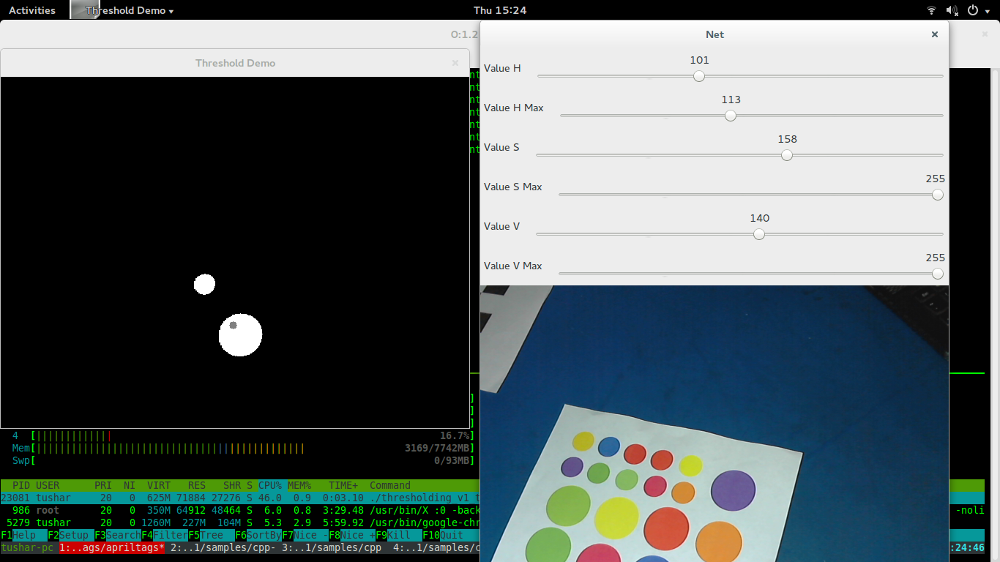 Activities Threshold Demo Thu 15:24
O:1.2
Net
Threshold Demo
Value H 101
Value H Max 113
Value S 158
Value S Max 255
Value V 140
Value V Max 255
nt
nt
nt
nt
nt
nt
nt
4 [|||||||||||||| 16.7%]
Mem[||||||||||||||||||||||||||||||||||||||||||||||| 3169/7742MB]
Swp[ 0/93MB]
PID USER PRI NI VIRT RES SHR S CPU% MEM% TIME+ Command
23081 tushar 20 0 625M 71884 27276 S 46.0 0.9 0:03.10 ./thresholding v1 t
986 root 20 0 350M 64912 48464 S 6.0 0.8 3:29.48 /usr/bin/X :0 -back -noli
5279 tushar 20 0 1260M 227M 104M S 5.3 2.9 5:59.92 /usr/bin/google-chr
F1Help F2Setup F3SearchF4FilterF5Tree F6SortByF7Nice -F8Nice +F9Kill F10Quit
tushar-pc 1:..ags/apriltags* 2:..1/samples/cpp- 3:..1/samples/cpp 4:..1/samples/c :24:46